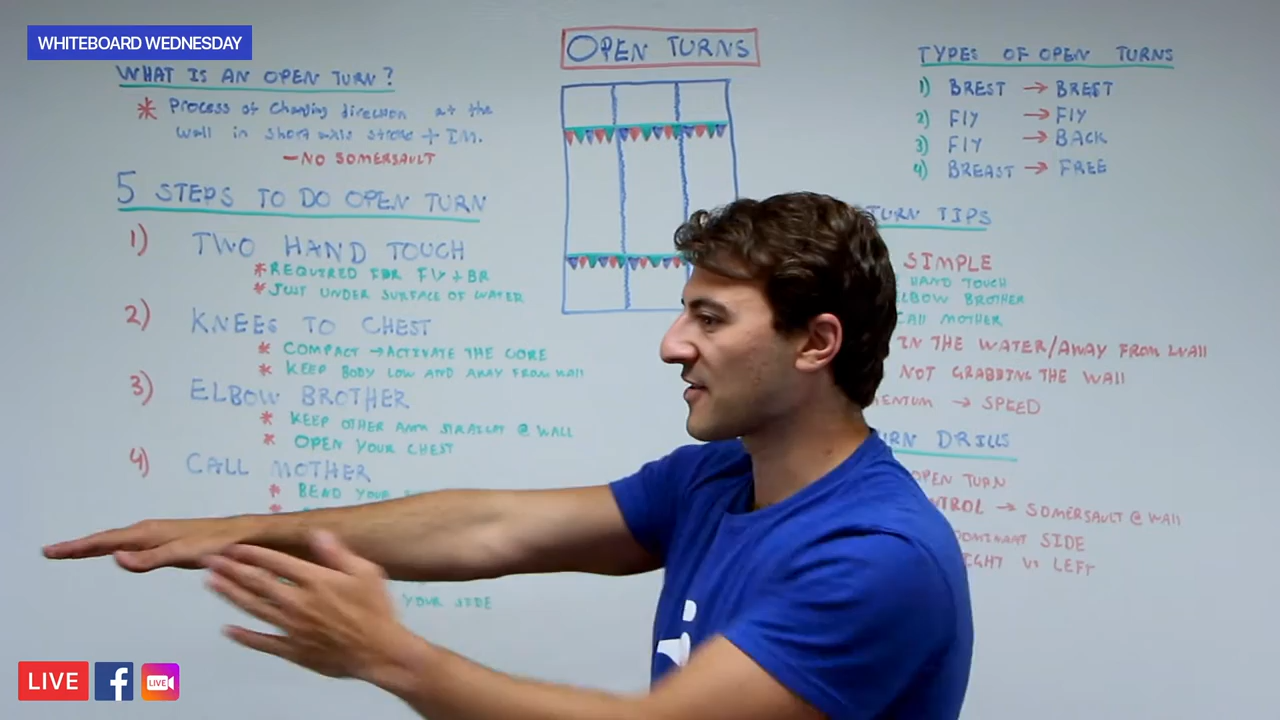 WHITEBOARD WEDNESDAY
WHAT IS AN OPEN TURN?
* Process of changing direction at the
wall in short axis stroke + IM.
- NO SOMERSAULT
5 STEPS TO DO OPEN TURN
1) TWO HAND TOUCH
* REQUIRED FOR FLY + BR
* JUST UNDER SURFACE OF WATER
2) KNEES TO CHEST
* COMPACT → ACTIVATE THE CORE
* KEEP BODY LOW AND AWAY FROM WALL
3) ELBOW BROTHER
* KEEP OTHER ARM STRAIGHT @ WALL
* OPEN YOUR CHEST
4) CALL MOTHER
* BEND YOUR
YOUR SIDE
OPEN TURNS
TYPES OF OPEN TURNS
1) BREST → BREST
2) FLY → FLY
3) FLY → BACK
4) BREAST → FREE
TURN TIPS
SIMPLE
HAND TOUCH
ELBOW BROTHER
CALL MOTHER
IN THE WATER/AWAY FROM WALL
NOT GRABBING THE WALL
→ SPEED
DRILLS
OPEN TURN
→ SOMERSAULT @ WALL
DOMINANT SIDE
VS LEFT
LIVE
f
LIVE